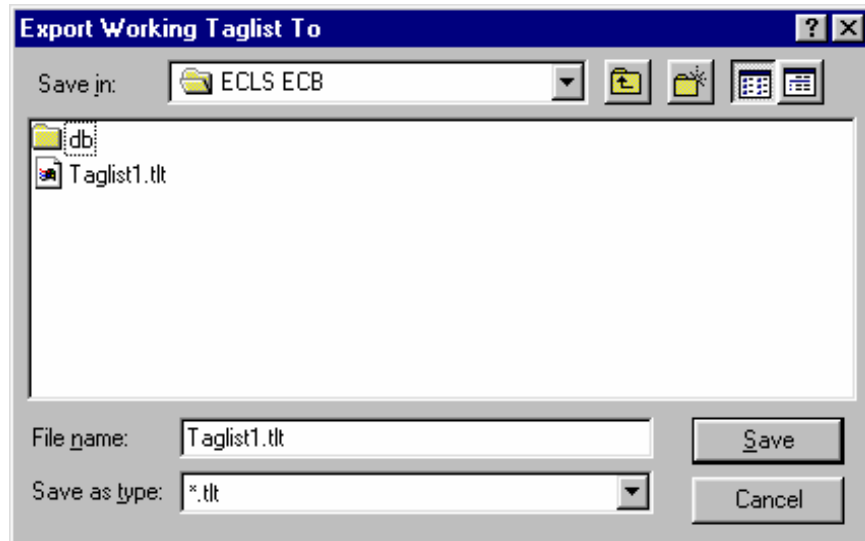 Export Working Taglist To
Save in: ECLS ECB
db
Taglist1.tlt
File name: Taglist1.tlt Save
Save as type: *.tlt Cancel